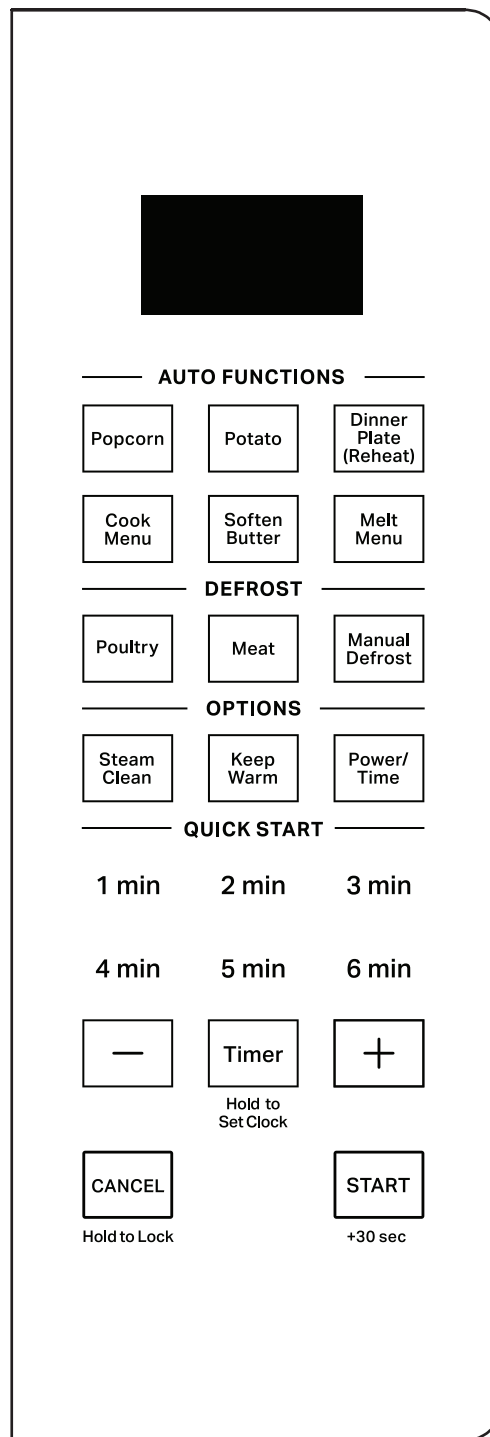 AUTO FUNCTIONS
Popcorn
Potato
Dinner
Plate
(Reheat)
Cook
Menu
Soften
Butter
Melt
Menu
DEFROST
Poultry
Meat
Manual
Defrost
OPTIONS
Steam
Clean
Keep
Warm
Power/
Time
QUICK START
1 min
2 min
3 min
4 min
5 min
6 min
—
Timer
+
Hold to
Set Clock
CANCEL
START
Hold to Lock
+30 sec